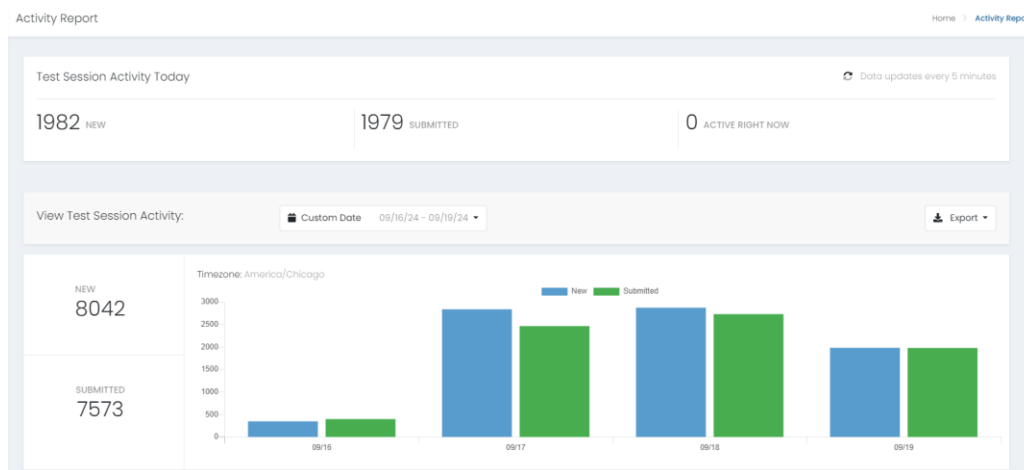 Activity Report
Home > Activity Repo
Test Session Activity Today
Data updates every 5 minutes
1982 NEW
1979 SUBMITTED
0 ACTIVE RIGHT NOW
View Test Session Activity:
Custom Date 09/16/24 - 09/19/24
Export
NEW
8042
SUBMITTED
7573
Timezone: America/Chicago
New Submitted
3000
2500
2000
1500
1000
500
0
09/16 09/17 09/18 09/19